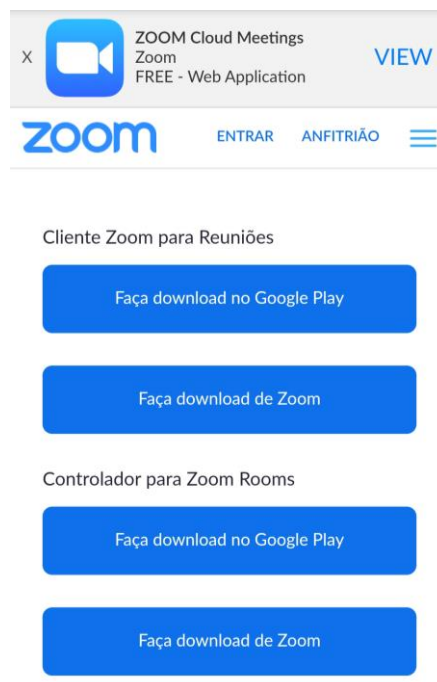 X
ZOOM Cloud Meetings
Zoom
FREE - Web Application
VIEW
zoom
ENTRAR
ANFITRIÃO
Cliente Zoom para Reuniões
Faça download no Google Play
Faça download de Zoom
Controlador para Zoom Rooms
Faça download no Google Play
Faça download de Zoom